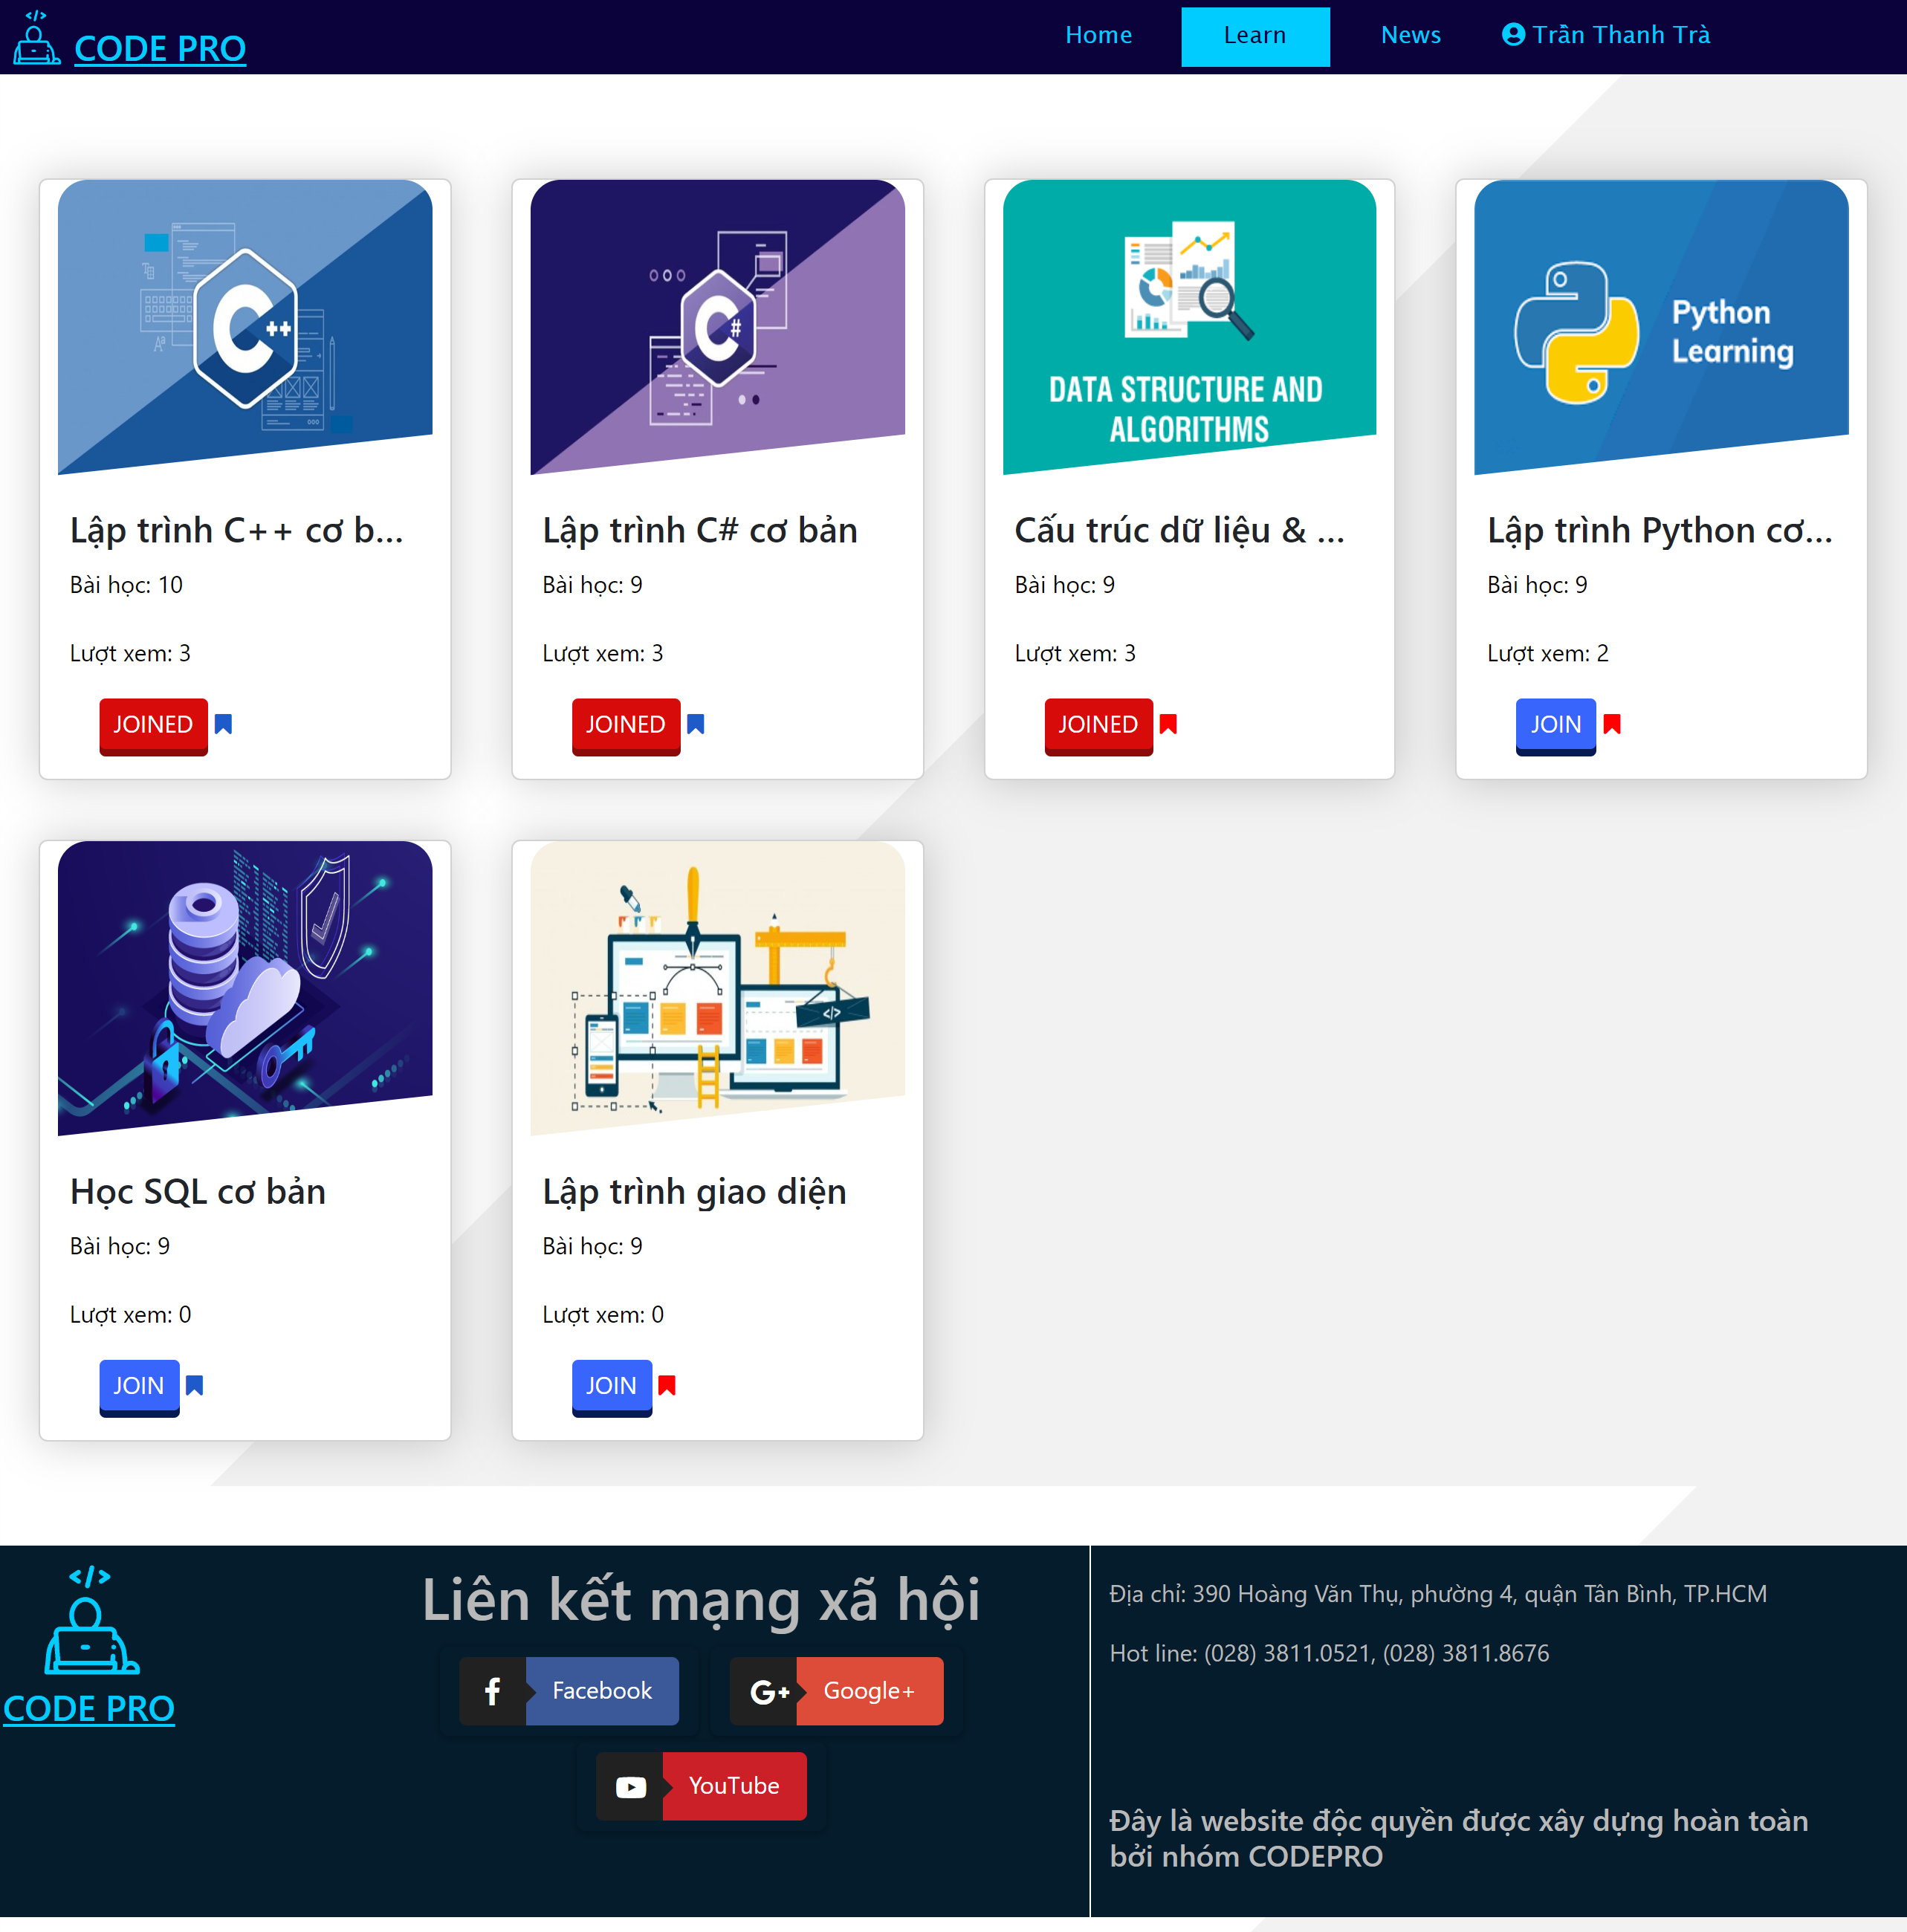 CODE PRO
Home
Learn
News
Trần Thanh Trà
C++
C#
DATA STRUCTURE AND
ALGORITHMS
Python
Learning
Lập trình C++ cơ b...
Lập trình C# cơ bản
Cấu trúc dữ liệu & ...
Lập trình Python cơ...
Bài học: 10
Bài học: 9
Bài học: 9
Bài học: 9
Lượt xem: 3
Lượt xem: 3
Lượt xem: 3
Lượt xem: 2
JOINED
JOINED
JOINED
JOIN
</>
Học SQL cơ bản
Lập trình giao diện
Bài học: 9
Bài học: 9
Lượt xem: 0
Lượt xem: 0
JOIN
JOIN
CODE PRO
Liên kết mạng xã hội
Facebook
G+
Google+
YouTube
Địa chỉ: 390 Hoàng Văn Thụ, phường 4, quận Tân Bình, TP.HCM
Hot line: (028) 3811.0521, (028) 3811.8676
Đây là website độc quyền được xây dựng hoàn toàn
bởi nhóm CODEPRO